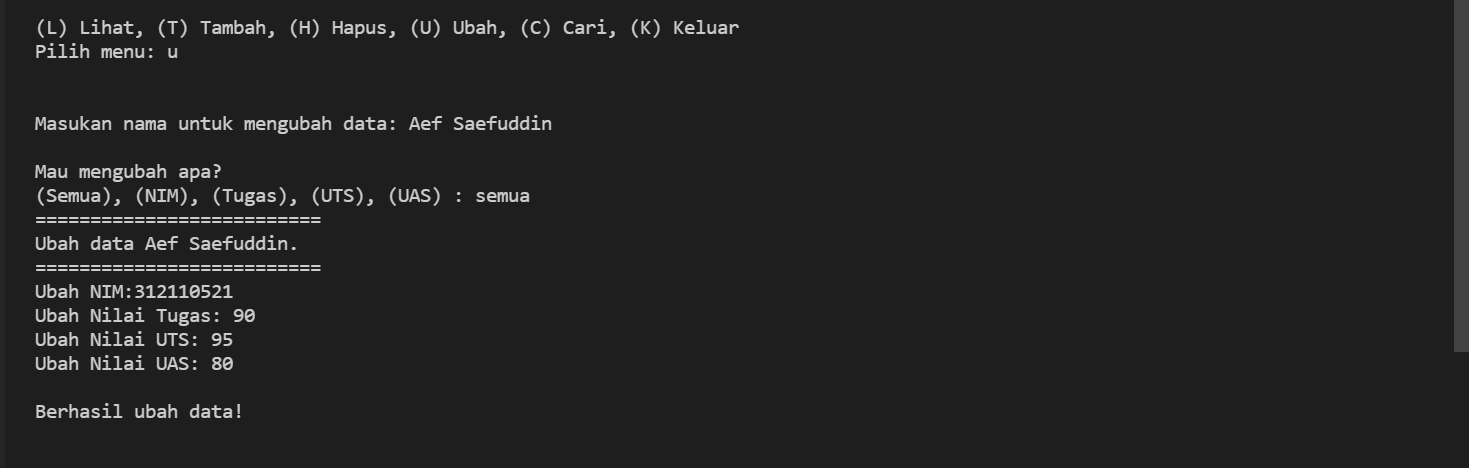 (L) Lihat, (T) Tambah, (H) Hapus, (U) Ubah, (C) Cari, (K) Keluar
Pilih menu: u
Masukan nama untuk mengubah data: Aef Saefuddin
Mau mengubah apa?
(Semua), (NIM), (Tugas), (UTS), (UAS) : semua
==========================
Ubah data Aef Saefuddin.
==========================
Ubah NIM:312110521
Ubah Nilai Tugas: 90
Ubah Nilai UTS: 95
Ubah Nilai UAS: 80
Berhasil ubah data!